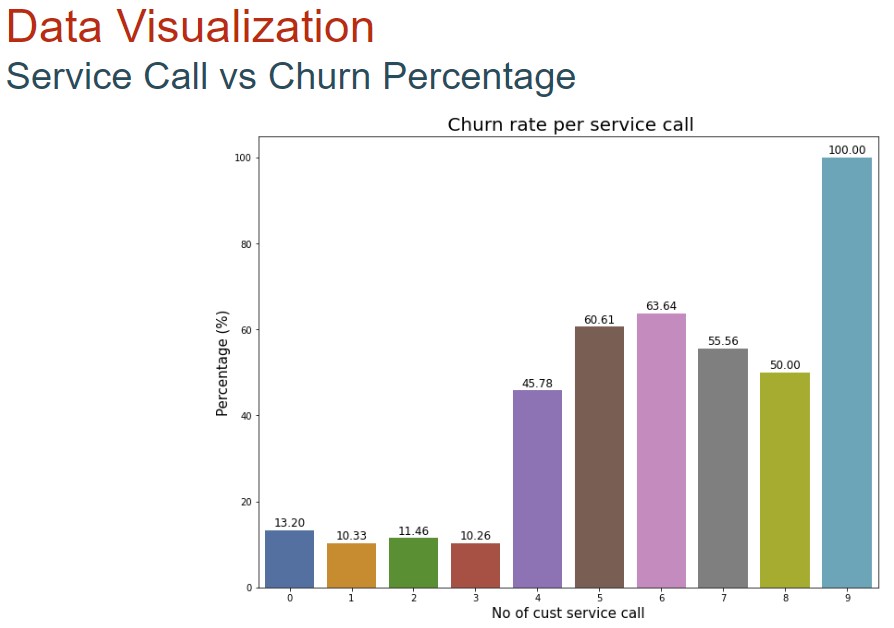 Data Visualization
Service Call vs Churn Percentage
Churn rate per service call
100.00
100
80
63.64
60.61
60
55.56
50.00
45.78
40
20
13.20
11.46
10.33
10.26
0
Percentage (%)
0 1 2 3 4 5 6 7 8 9
No of cust service call